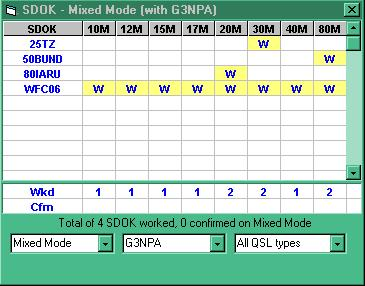 SDOK - Mixed Mode (with G3NPA)
SDOK 10M 12M 15M 17M 20M 30M 40M 80M
25TZ W
50BUND W
80IARU W
WFC06 W W W W W W W W
Wkd 1 1 1 1 2 2 1 2
Cfm
Total of 4 SDOK worked, 0 confirmed on Mixed Mode
Mixed Mode G3NPA All QSL types